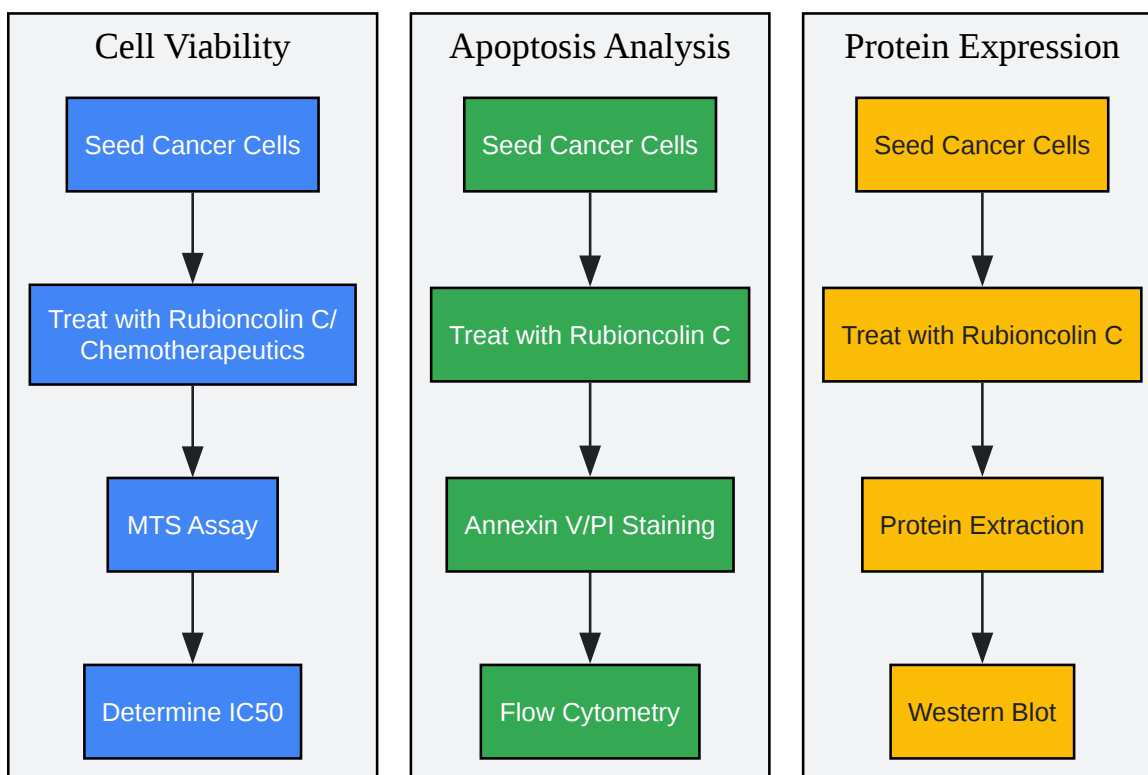 Cell Viability
Seed Cancer Cells
Treat with Rubioncolin C/
Chemotherapeutics
MTS Assay
Determine IC50
Apoptosis Analysis
Seed Cancer Cells
Treat with Rubioncolin C
Annexin V/PI Staining
Flow Cytometry
Protein Expression
Seed Cancer Cells
Treat with Rubioncolin C
Protein Extraction
Western Blot